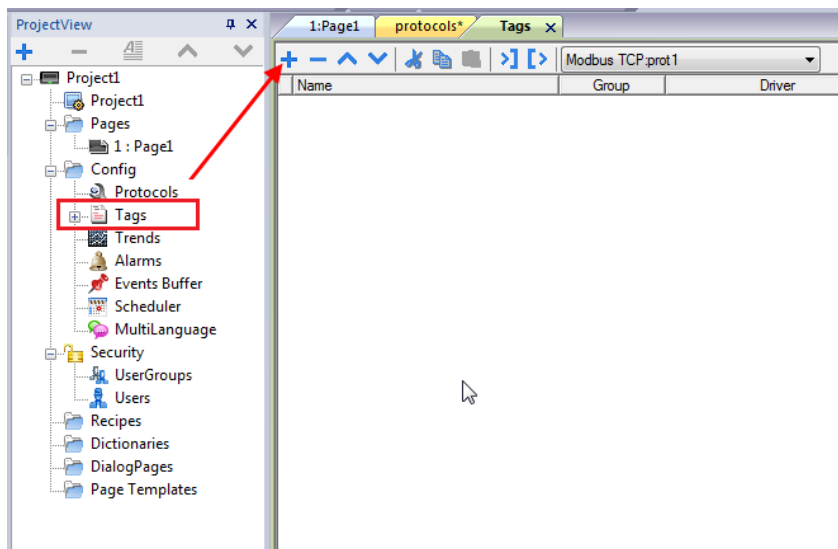 ProjectView
1:Page1 protocols* Tags
Modbus TCP:prot1
Name Group Driver
Project1
Project1
Pages
1 : Page1
Config
Protocols
Tags
Trends
Alarms
Events Buffer
Scheduler
MultiLanguage
Security
UserGroups
Users
Recipes
Dictionaries
DialogPages
Page Templates